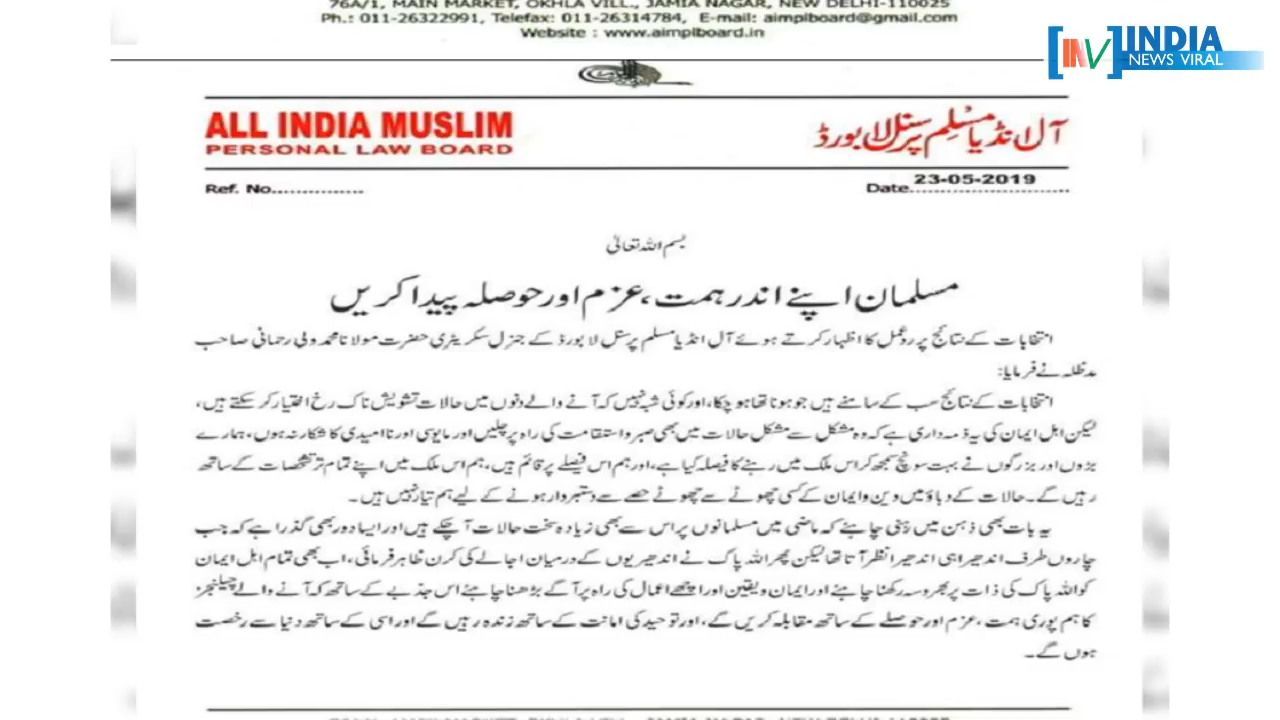 76A/1, MAIN MARKET, OKHLA VILL., JAMIA NAGAR, NEW DELHI-110025
Ph.: 011-26322991, Telefax: 011-26314784, E-mail: aimplboard@gmail.com
Website : www.aimplboard.in
[INV] INDIA
NEWS VIRAL
ALL INDIA MUSLIM
PERSONAL LAW BOARD
آل انڈیا مسلم پرسنل لا بورڈ
Ref. No..............
Date 23-05-2019
بسم اللہ تعالیٰ
مسلمان اپنے اندر ہمت، عزم اور حوصلہ پیدا کریں
انتخابات کے نتائج پر ردعمل کا اظہار کرتے ہوئے آل انڈیا مسلم پرسنل لا بورڈ کے جنرل سکریٹری حضرت مولانا محمد ولی رحمانی صاحب
مدظلہ نے فرمایا:
انتخابات کے نتائج سب کے سامنے ہیں جو ہونا تھا ہو چکا، اور کوئی شبہ نہیں کہ آنے والے دنوں میں حالات تشویش ناک رخ اختیار کر سکتے ہیں،
لیکن اہل ایمان کی یہ ذمہ داری ہے کہ وہ مشکل سے مشکل حالات میں بھی صبر و استقامت کی راہ پر چلیں اور مایوسی اور ناامیدی کا شکار نہ ہوں، ہمارے
بڑوں اور بزرگوں نے بہت سونچ سمجھ کر اس ملک میں رہنے کا فیصلہ کیا ہے، اور ہم اس فیصلے پر قائم ہیں، ہم اس ملک میں اپنے تمام تر تشخصات کے ساتھ
رہیں گے۔ حالات کے دباؤ میں دین و ایمان کے کسی چھوٹے سے چھوٹے حصے سے دستبردار ہونے کے لیے ہم تیار نہیں ہیں۔
یہ بات بھی ذہن میں رہنی چاہئے کہ ماضی میں مسلمانوں پر اس سے بھی زیادہ سخت حالات آچکے ہیں اور ایسا دور بھی گذرا ہے کہ جب
چاروں طرف اندھیرا ہی اندھیرا نظر آتا تھا لیکن پھر اللہ پاک نے اندھیریوں کے درمیان اجالے کی کرن ظاہر فرمائی، اب بھی تمام اہل ایمان
کو اللہ پاک کی ذات پر بھروسہ رکھنا چاہئے اور ایمان و یقین اور اچھے اعمال کی راہ پر آگے بڑھنا چاہئے اس جذبے کے ساتھ کہ آنے والے چیلنجز
کا ہم پوری ہمت، عزم اور حوصلے کے ساتھ مقابلہ کریں گے، اور توحید کی امانت کے ساتھ زندہ رہیں گے اور اسی کے ساتھ دنیا سے رخصت
ہوں گے۔